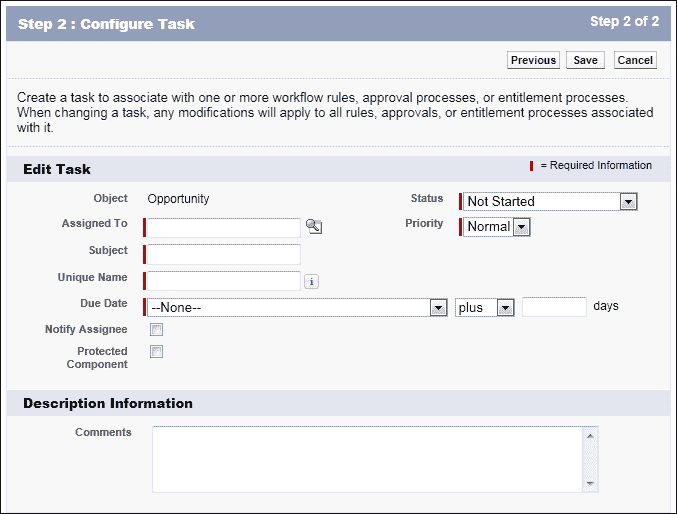 Step 2 : Configure Task
Step 2 of 2
Previous Save Cancel
Create a task to associate with one or more workflow rules, approval processes, or entitlement processes.
When changing a task, any modifications will apply to all rules, approvals, or entitlement processes associated
with it.
Edit Task
= Required Information
Object Opportunity Status Not Started
Assigned To Priority Normal
Subject
Unique Name i
Due Date --None-- plus days
Notify Assignee
Protected
Component
Description Information
Comments